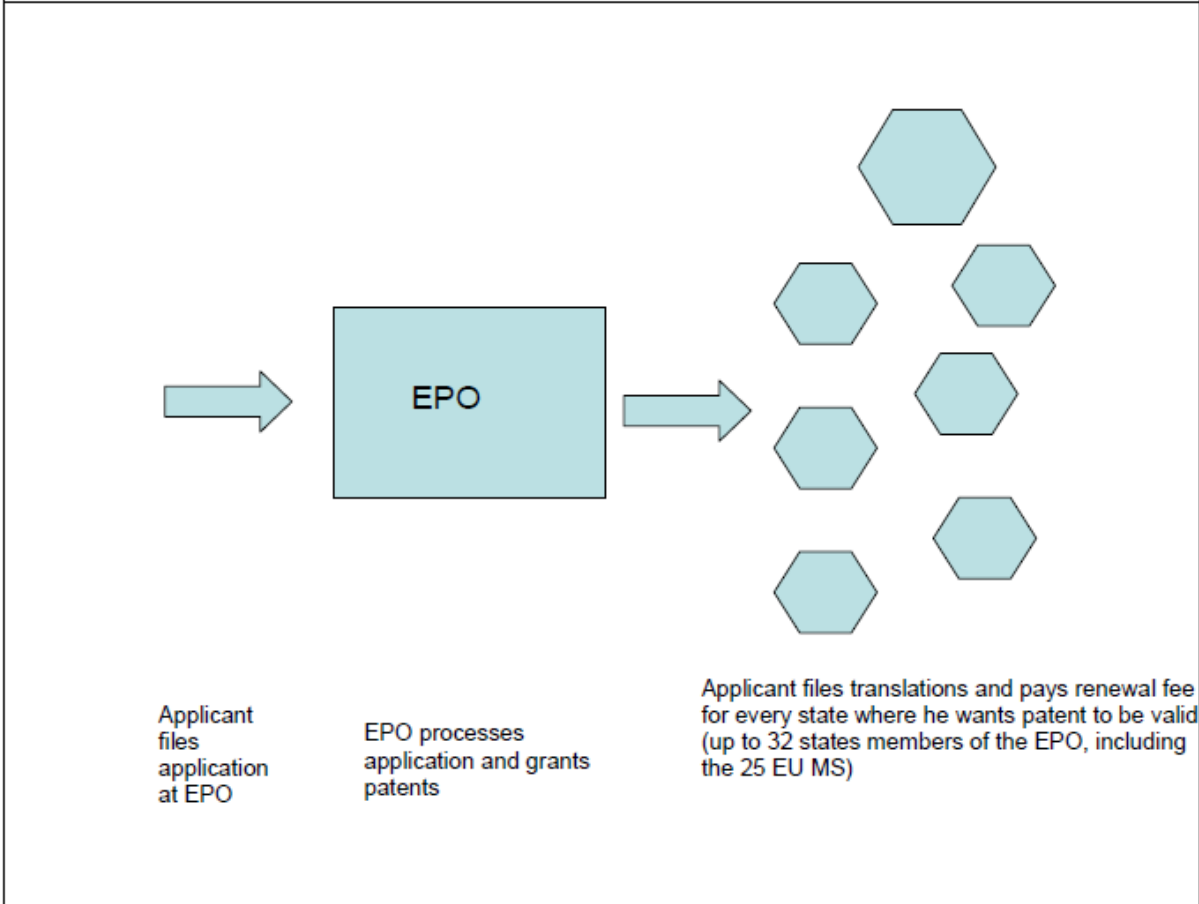 EPO
Applicant
files
application
at EPO
EPO processes
application and grants
patents
Applicant files translations and pays renewal fee
for every state where he wants patent to be valid
(up to 32 states members of the EPO, including
the 25 EU MS)